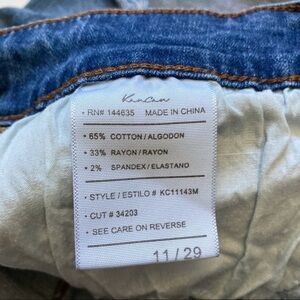 KanCan
• RN# 144635 MADE IN CHINA
• 65% COTTON / ALGODON
• 33% RAYON / RAYON
• 2% SPANDEX / ELASTANO
• STYLE / ESTILO # KC11143M
• CUT # 34203
• SEE CARE ON REVERSE
11 / 29